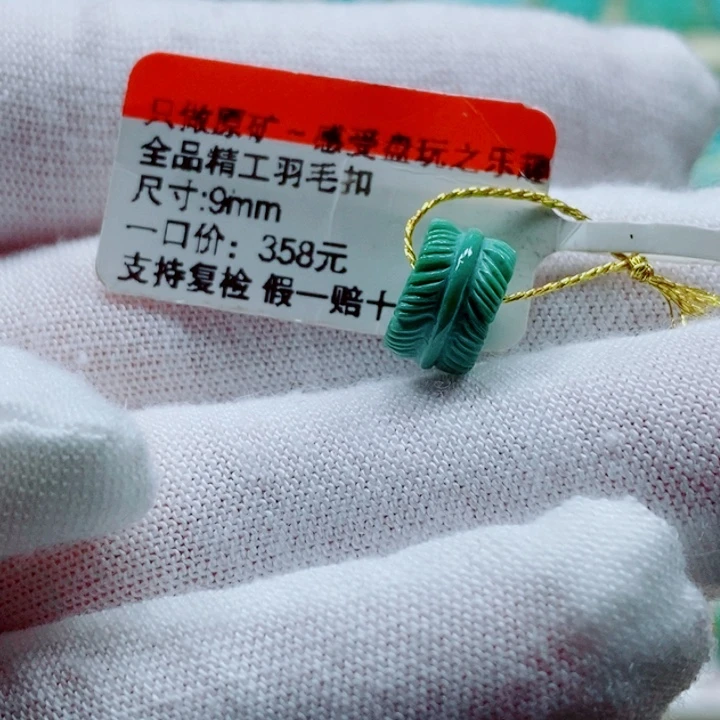 只做原矿~感受盘玩之乐趣
全品精工羽毛扣
尺寸:9mm
一口价：358元
支持复检 假一赔十